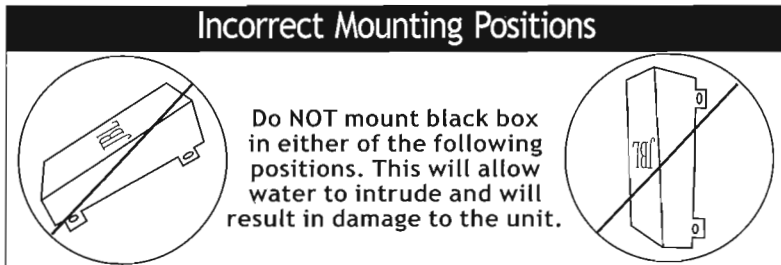 Incorrect Mounting Positions
JBL
Do NOT mount black box
in either of the following
positions. This will allow
water to intrude and will
result in damage to the unit.
JBL